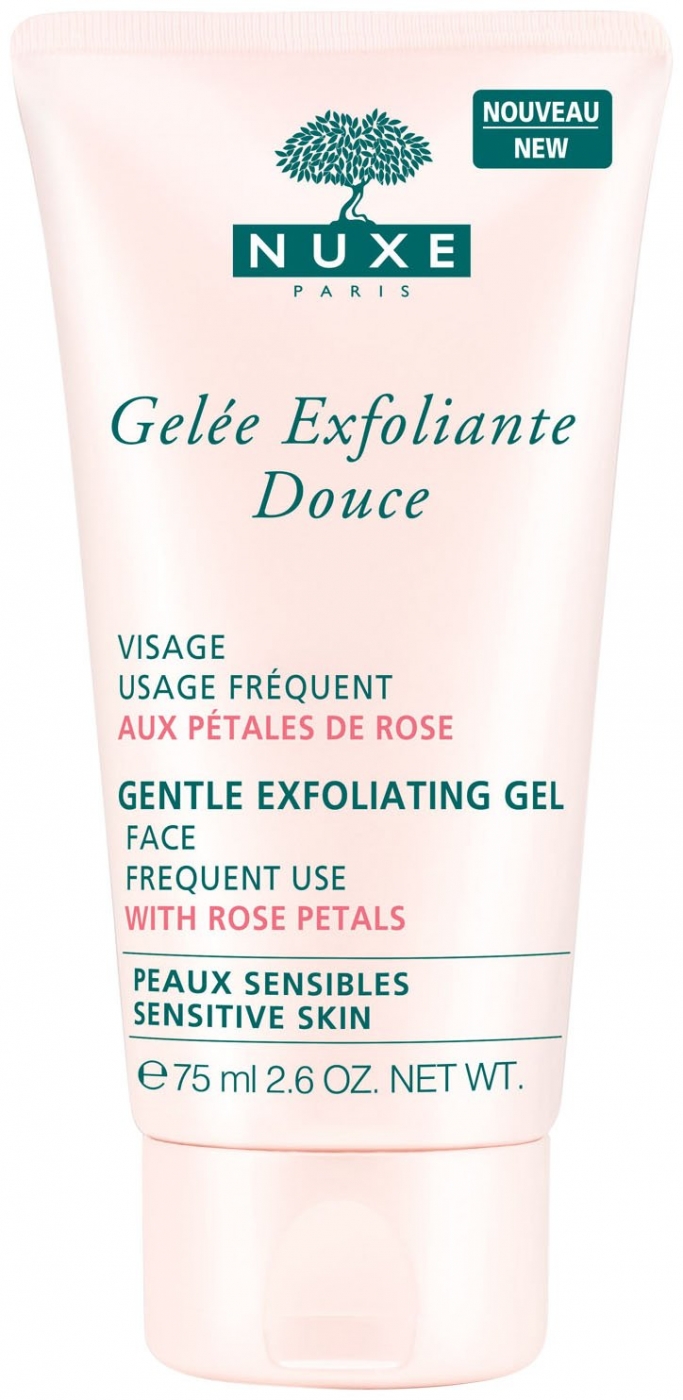 NOUVEAU
NEW
NUXE
PARIS
Gelée Exfoliante
Douce
VISAGE
USAGE FRÉQUENT
AUX PÉTALES DE ROSE
GENTLE EXFOLIATING GEL
FACE
FREQUENT USE
WITH ROSE PETALS
PEAUX SENSIBLES
SENSITIVE SKIN
℮75 ml 2.6 OZ. NET WT.